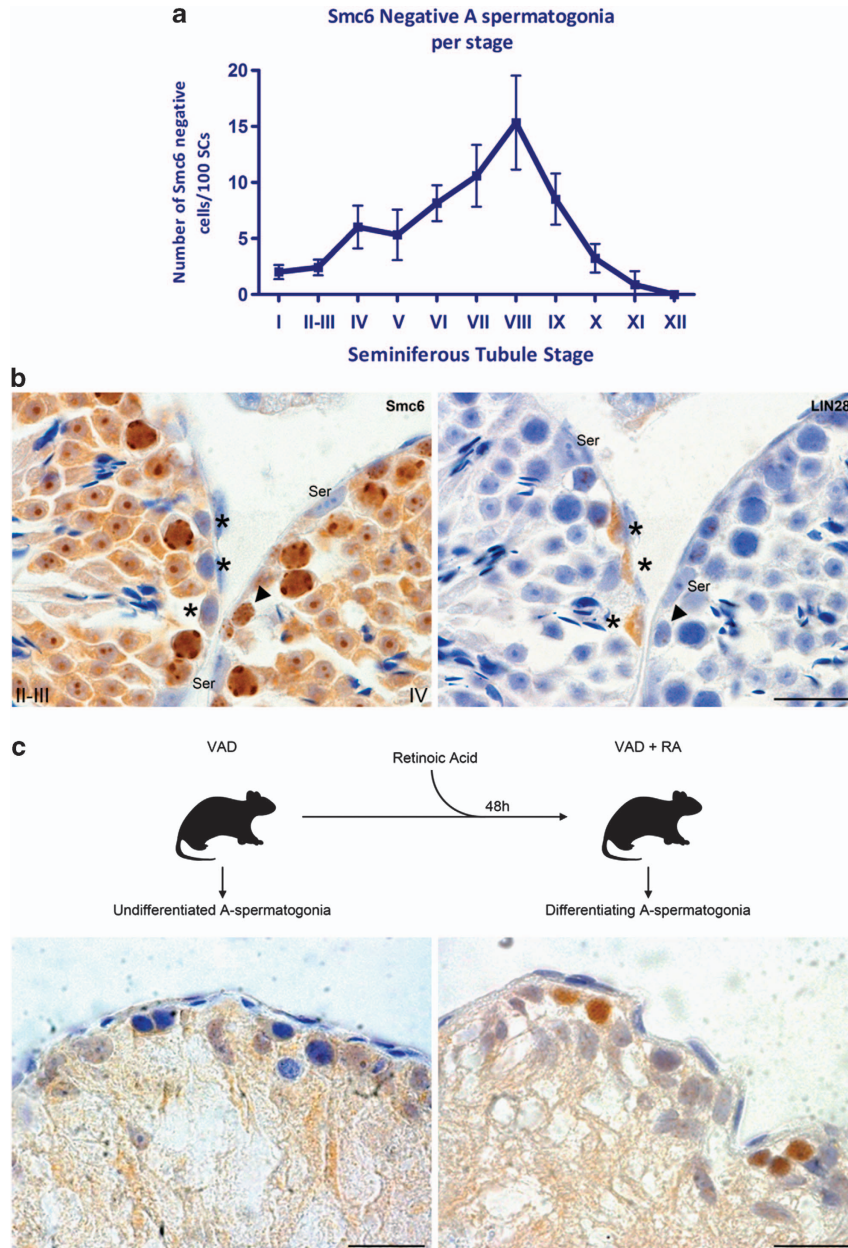 a
Smc6 Negative A spermatogonia
per stage
Number of Smc6 negative
cells/100 SCs
20
15
10
5
0
I II-III IV V VI VII VIII IX X XI XII
Seminiferous Tubule Stage
b
Smc6
Ser
*
*
*
Ser
II-III
IV
LIN28
Ser
*
*
Ser
*
c
VAD
Retinoic Acid
VAD + RA
48h
Undifferentiated A-spermatogonia
Differentiating A-spermatogonia